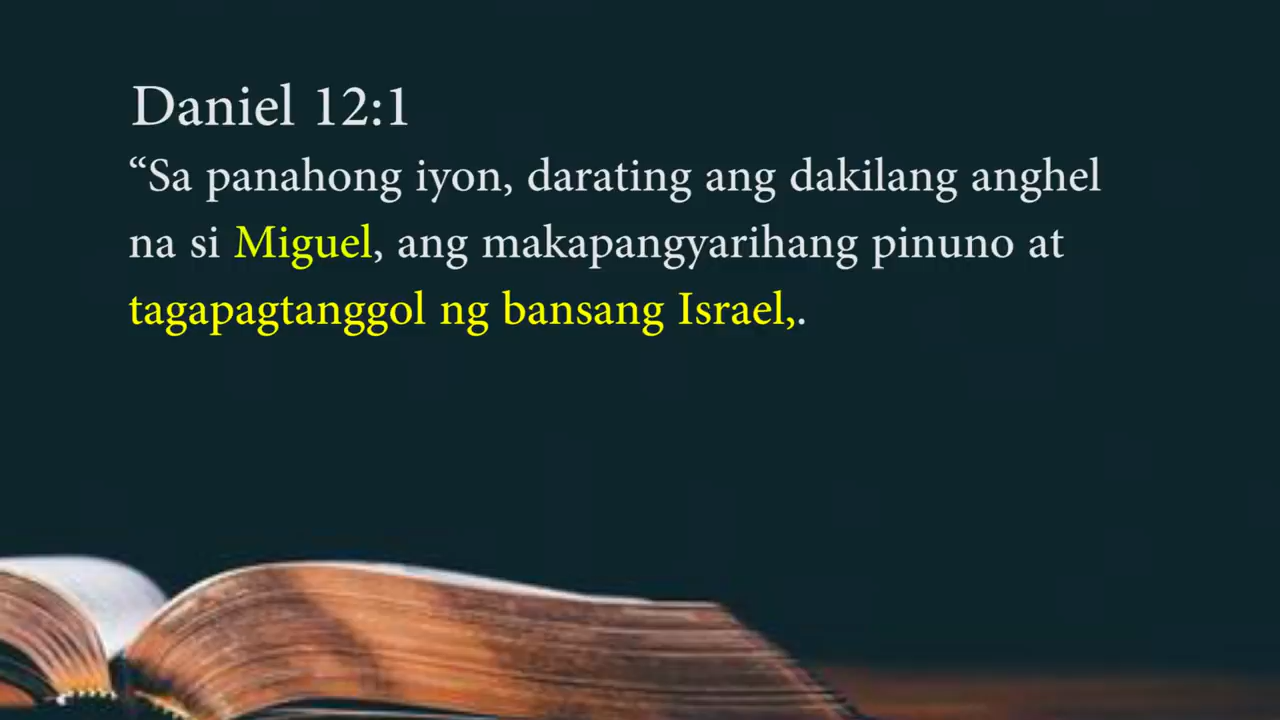 Daniel 12:1
“Sa panahong iyon, darating ang dakilang anghel
na si Miguel, ang makapangyarihang pinuno at
tagapagtanggol ng bansang Israel,.